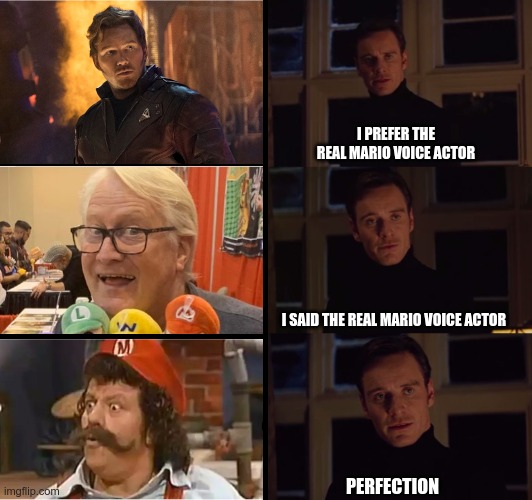 I PREFER THE
REAL MARIO VOICE ACTOR
L W M
I SAID THE REAL MARIO VOICE ACTOR
M
PERFECTION
imgflip.com